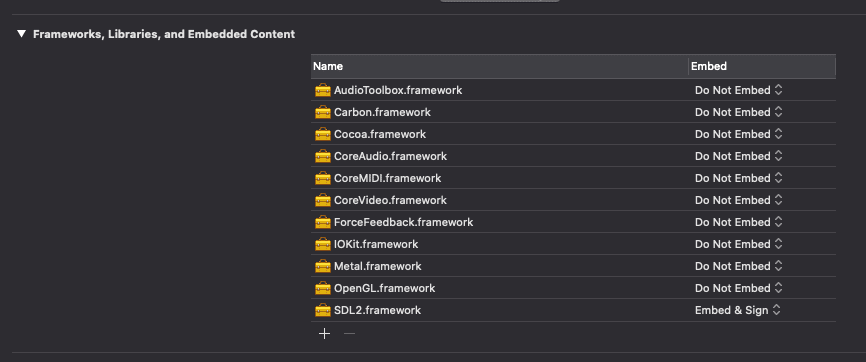 Frameworks, Libraries, and Embedded Content
Name Embed
AudioToolbox.framework Do Not Embed
Carbon.framework Do Not Embed
Cocoa.framework Do Not Embed
CoreAudio.framework Do Not Embed
CoreMIDI.framework Do Not Embed
CoreVideo.framework Do Not Embed
ForceFeedback.framework Do Not Embed
IOKit.framework Do Not Embed
Metal.framework Do Not Embed
OpenGL.framework Do Not Embed
SDL2.framework Embed & Sign